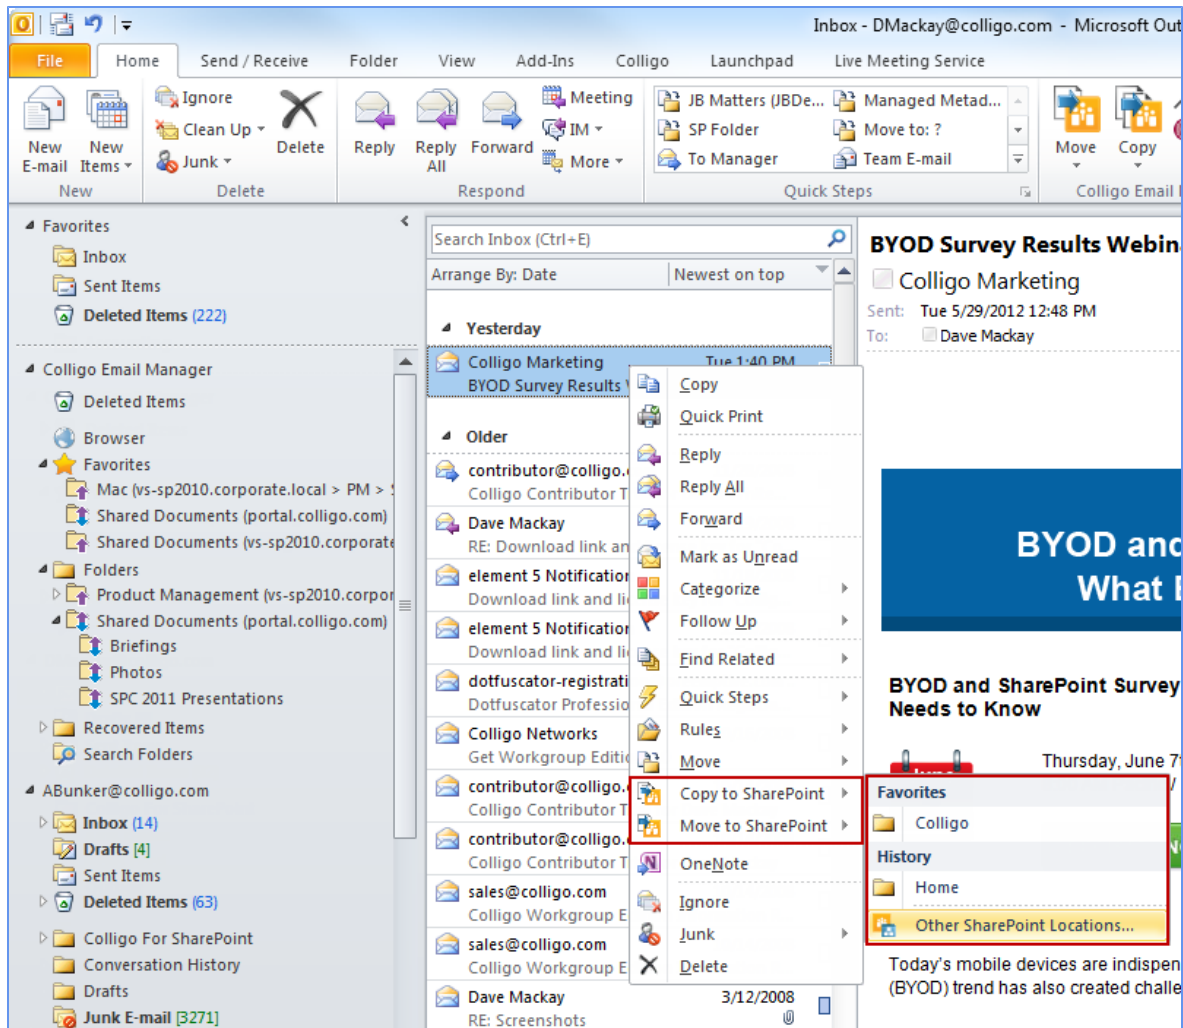 Inbox - DMackay@colligo.com - Microsoft Out
File Home Send / Receive Folder View Add-Ins Colligo Launchpad Live Meeting Service
New E-mail
New Items
New
Ignore
Clean Up
Junk
Delete
Delete
Reply
Reply All
Forward
Meeting
IM
More
Respond
JB Matters (JBDe...
SP Folder
To Manager
Managed Metad...
Move to: ?
Team E-mail
Quick Steps
Move
Copy
Colligo Email
Favorites
Inbox
Sent Items
Deleted Items (222)
Colligo Email Manager
Deleted Items
Browser
Favorites
Mac (vs-sp2010.corporate.local > PM >
Shared Documents (portal.colligo.com)
Shared Documents (vs-sp2010.corporate
Folders
Product Management (vs-sp2010.corpor
Shared Documents (portal.colligo.com)
Briefings
Photos
SPC 2011 Presentations
Recovered Items
Search Folders
ABunker@colligo.com
Inbox (14)
Drafts [4]
Sent Items
Deleted Items (63)
Colligo For SharePoint
Conversation History
Drafts
Junk E-mail [3271]
Search Inbox (Ctrl+E)
Arrange By: Date Newest on top
Yesterday
Colligo Marketing Tue 1:40 PM
BYOD Survey Results
Older
contributor@colligo.
Colligo Contributor T
Dave Mackay
RE: Download link an
element 5 Notification
Download link and li
element 5 Notification
Download link and li
dotfuscator-registrati
Dotfuscator Professio
Colligo Networks
Get Workgroup Editi
contributor@colligo.
Colligo Contributor T
contributor@colligo.
Colligo Contributor T
sales@colligo.com
Colligo Workgroup E
sales@colligo.com
Colligo Workgroup E
Dave Mackay 3/12/2008
RE: Screenshots
Copy
Quick Print
Reply
Reply All
Forward
Mark as Unread
Categorize
Follow Up
Find Related
Quick Steps
Rules
Move
Copy to SharePoint
Move to SharePoint
OneNote
Ignore
Junk
Delete
Favorites
Colligo
History
Home
Other SharePoint Locations...
BYOD Survey Results Webin
Colligo Marketing
Sent: Tue 5/29/2012 12:48 PM
To: Dave Mackay
BYOD and
What
BYOD and SharePoint Survey
Needs to Know
Thursday, June 7
Today's mobile devices are indispen
(BYOD) trend has also created challe